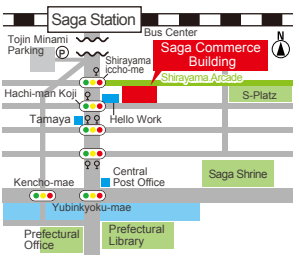 Saga Station
Bus Center
N
Tojin Minami
Parking
P
Saga Commerce
Building
Shirayama
iccho-me
Shirayama Arcade
Hachi-man Koji
S-Platz
Tamaya
Hello Work
Central
Post Office
Saga Shrine
Kencho-mae
Yubinkyoku-mae
Prefectural
Office
Prefectural
Library